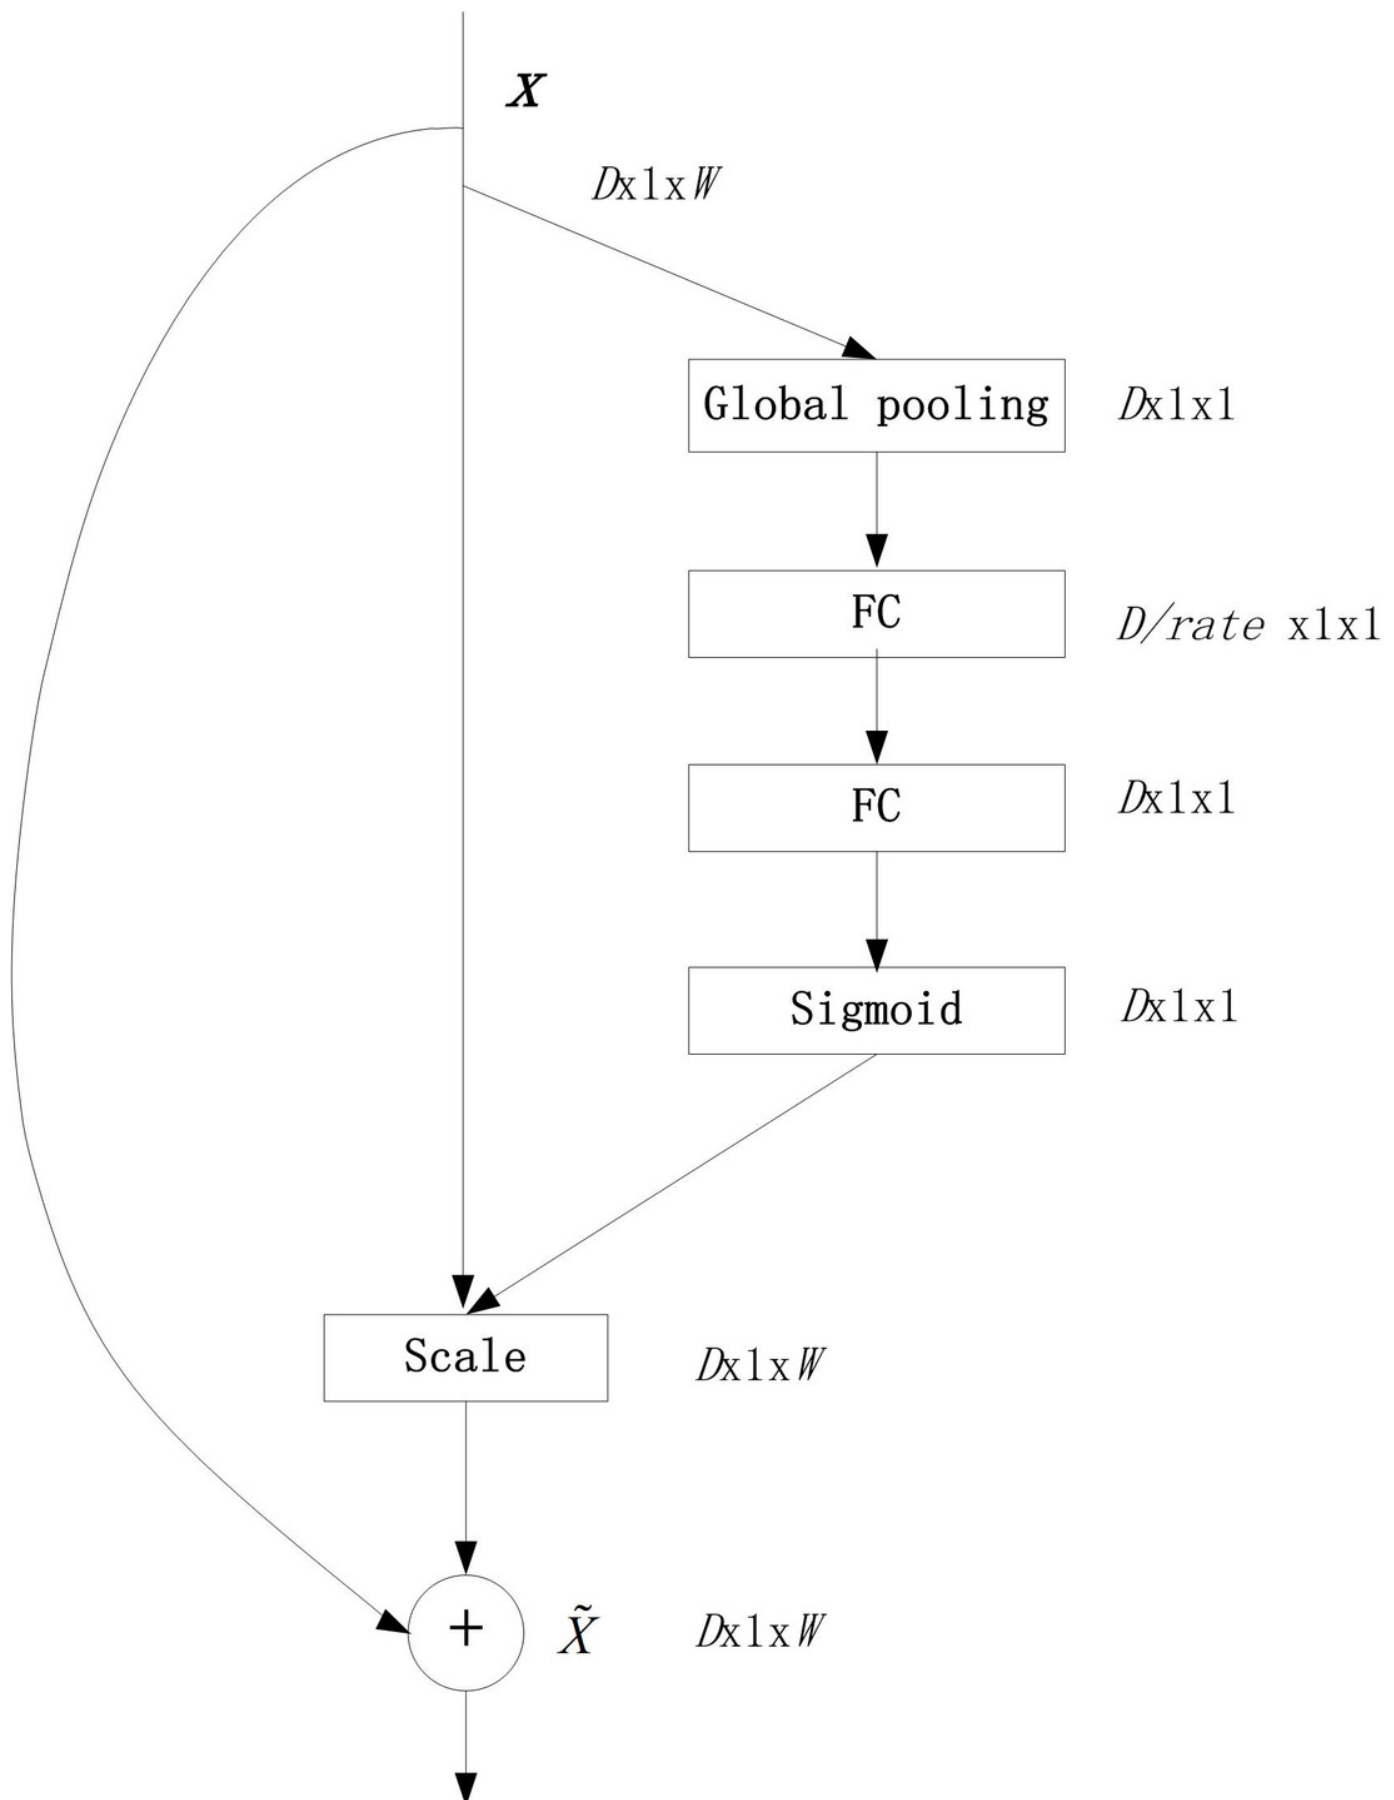 X
Dx1xW
Global pooling Dx1x1
FC D/rate x1x1
FC Dx1x1
Sigmoid Dx1x1
Scale Dx1xW
+ X̃ Dx1xW